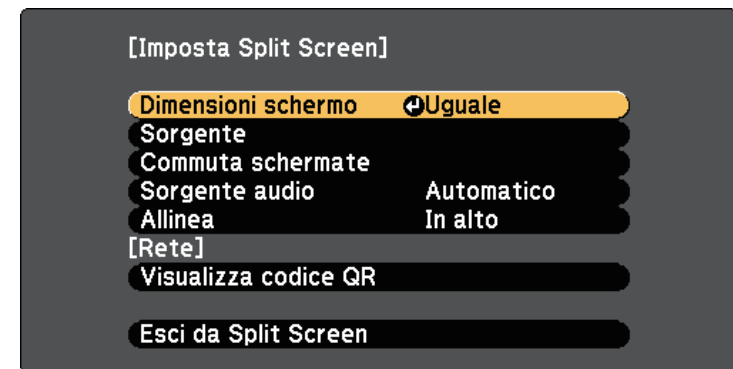 [Imposta Split Screen]
Dimensioni schermo Uguale
Sorgente
Commuta schermate
Sorgente audio Automatico
Allinea In alto
[Rete]
Visualizza codice QR
Esci da Split Screen